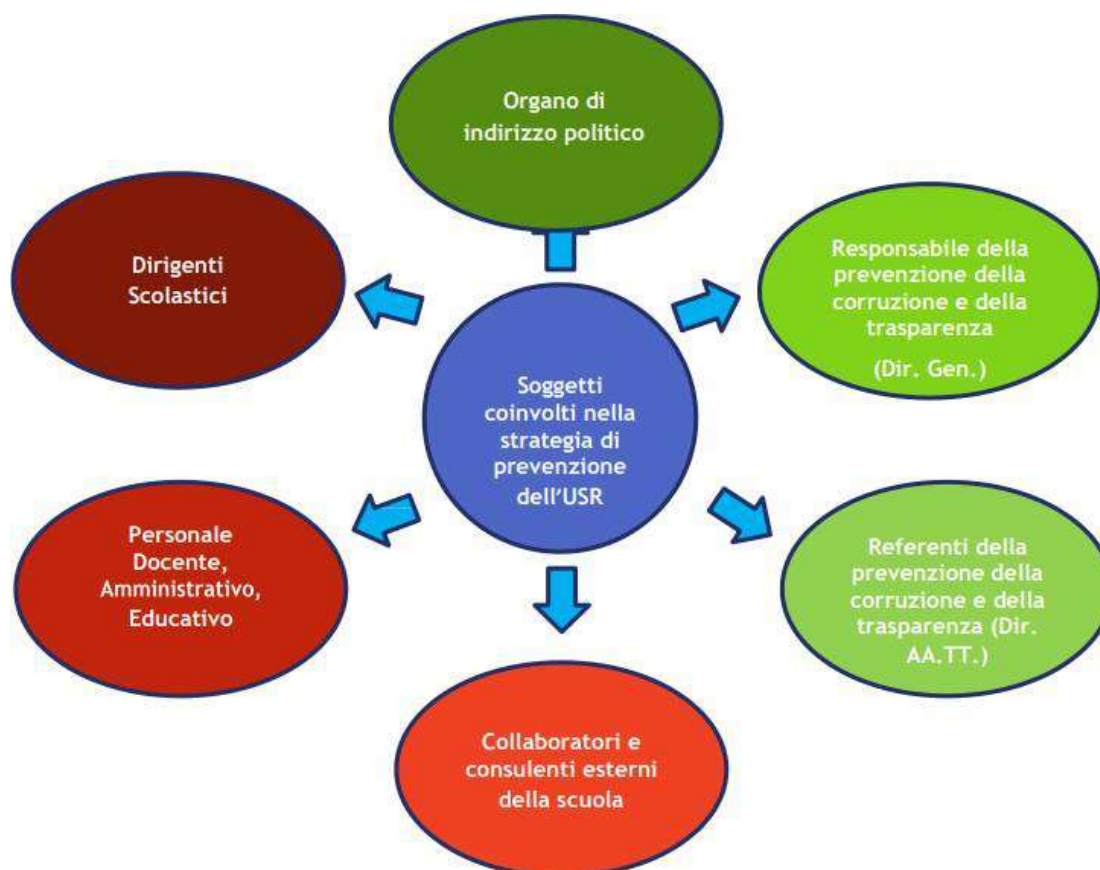 Organo di
indirizzo politico
Dirigenti
Scolastici
Responsabile della
prevenzione della
corruzione e della
trasparenza
(Dir. Gen.)
Soggetti
coinvolti nella
strategia di
prevenzione
dell'USR
Personale
Docente,
Amministrativo,
Educativo
Referenti della
prevenzione della
corruzione e della
trasparenza (Dir.
AA.TT.)
Collaboratori e
consulenti esterni
della scuola